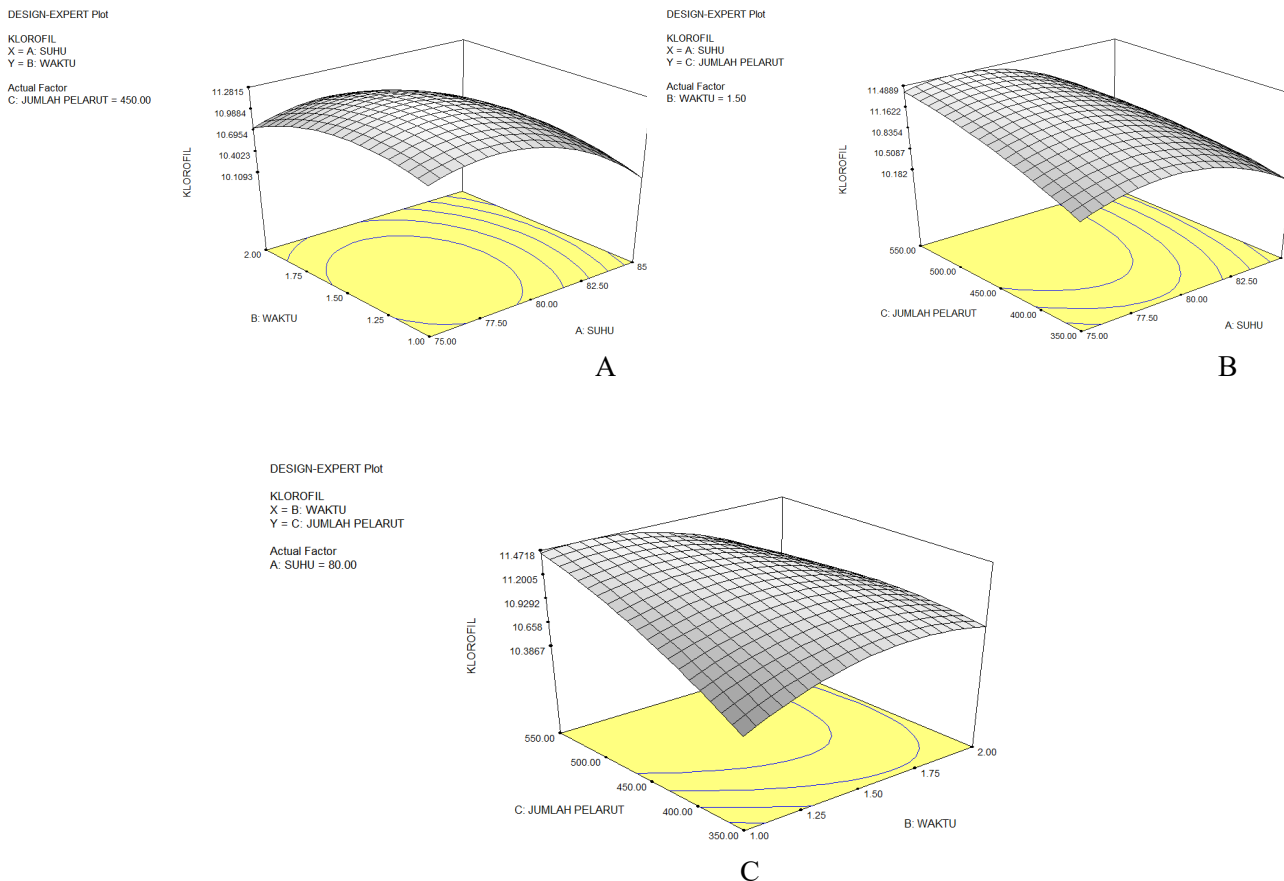 DESIGN-EXPERT Plot
KLOROFIL
X = A: SUHU
Y = B: WAKTU
Actual Factor
C: JUMLAH PELARUT = 450.00
11.2815
10.9884
10.6954
10.4023
10.1093
KLOROFIL
2.00
1.75
1.50
1.25
1.00
B: WAKTU
75.00
77.50
80.00
82.50
85
A: SUHU
A
DESIGN-EXPERT Plot
KLOROFIL
X = A: SUHU
Y = C: JUMLAH PELARUT
Actual Factor
B: WAKTU = 1.50
11.4889
11.1622
10.8354
10.5087
10.182
KLOROFIL
550.00
500.00
450.00
400.00
350.00
C: JUMLAH PELARUT
75.00
77.50
80.00
82.50
A: SUHU
B
DESIGN-EXPERT Plot
KLOROFIL
X = B: WAKTU
Y = C: JUMLAH PELARUT
Actual Factor
A: SUHU = 80.00
11.4718
11.2005
10.9292
10.658
10.3867
KLOROFIL
550.00
500.00
450.00
400.00
350.00
C: JUMLAH PELARUT
1.00
1.25
1.50
1.75
2.00
B: WAKTU
C